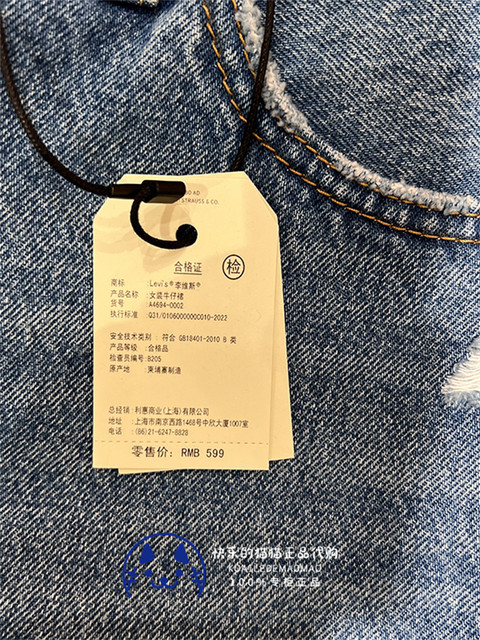 STRAUSS & CO.
合格证 检
商标 :Levi's®李维斯®
产品名称 :女装牛仔裙
货号 :A4694-0002
执行标准 :QJ1/01060000000010-2022
安全技术类别 : 符合 GB18401-2010 B 类
产品等级 :合格品
检查员编号:B205
原产地 :柬埔寨制造
总经销 :利惠商业(上海)有限公司
地址 :上海市南京西路1468号中欣大厦1007室
电话 :(86)21-6247-8828
零售价: RMB 599
快乐的猫猫正品代购
KUAILEDEMAOMAO
100%专柜正品